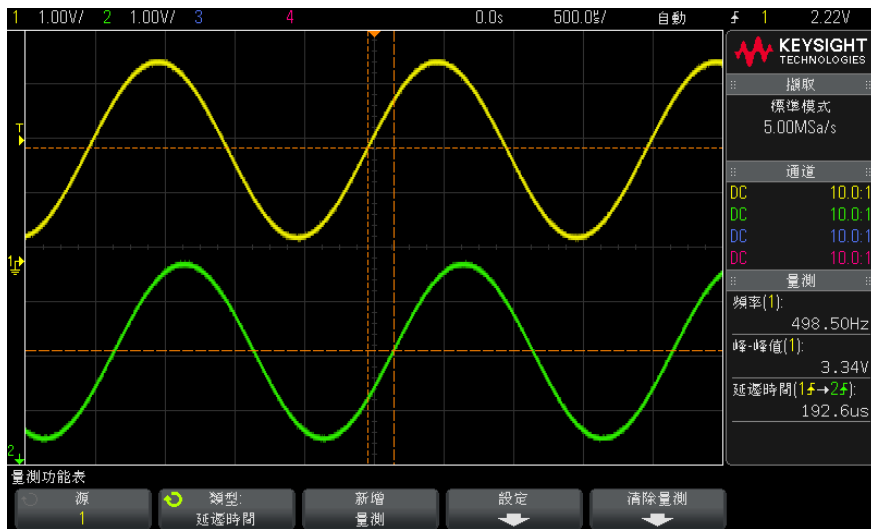 1 1.00V/ 2 1.00V/ 3 4 0.0s 500.0㎲/ 自動 1 2.22V
KEYSIGHT
TECHNOLOGIES
擷取
標準模式
5.00MSa/s
通道
DC 10.0:1
DC 10.0:1
DC 10.0:1
DC 10.0:1
量測
頻率(1):
498.50Hz
峰-峰值(1):
3.34V
延遲時間(1→2):
192.6us
T
1
2
量測功能表
源
1
類型:
延遲時間
新增
量測
設定
清除量測